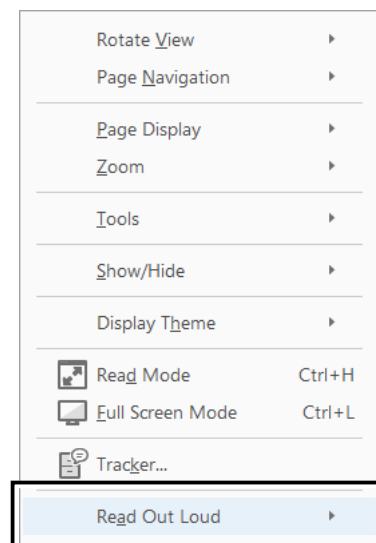 Rotate View
Page Navigation
Page Display
Zoom
Tools
Show/Hide
Display Theme
Read Mode Ctrl+H
Full Screen Mode Ctrl+L
Tracker...
Read Out Loud